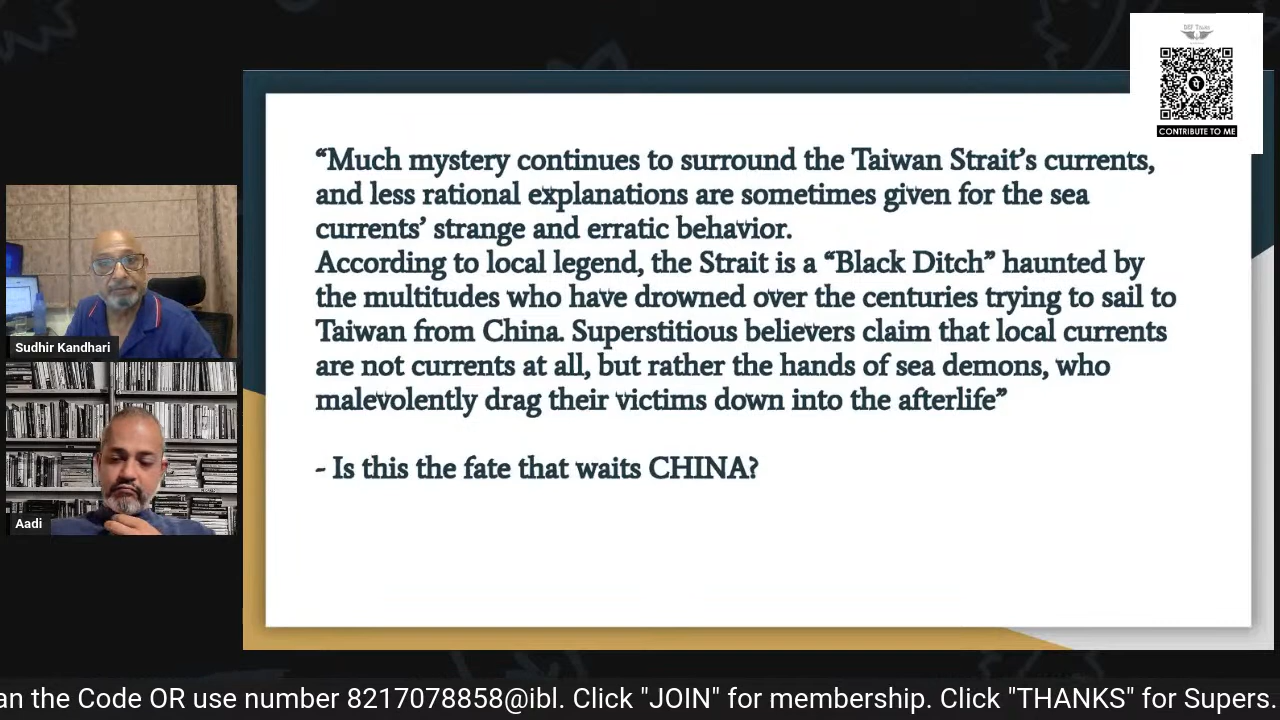 DEF Talks
CONTRIBUTE TO ME
“Much mystery continues to surround the Taiwan Strait’s currents,
and less rational explanations are sometimes given for the sea
currents’ strange and erratic behavior.
According to local legend, the Strait is a “Black Ditch” haunted by
the multitudes who have drowned over the centuries trying to sail to
Taiwan from China. Superstitious believers claim that local currents
are not currents at all, but rather the hands of sea demons, who
malevolently drag their victims down into the afterlife”
- Is this the fate that waits CHINA?
Sudhir Kandhari
Aadi
an the Code OR use number 8217078858@ibl. Click "JOIN" for membership. Click "THANKS" for Supers.